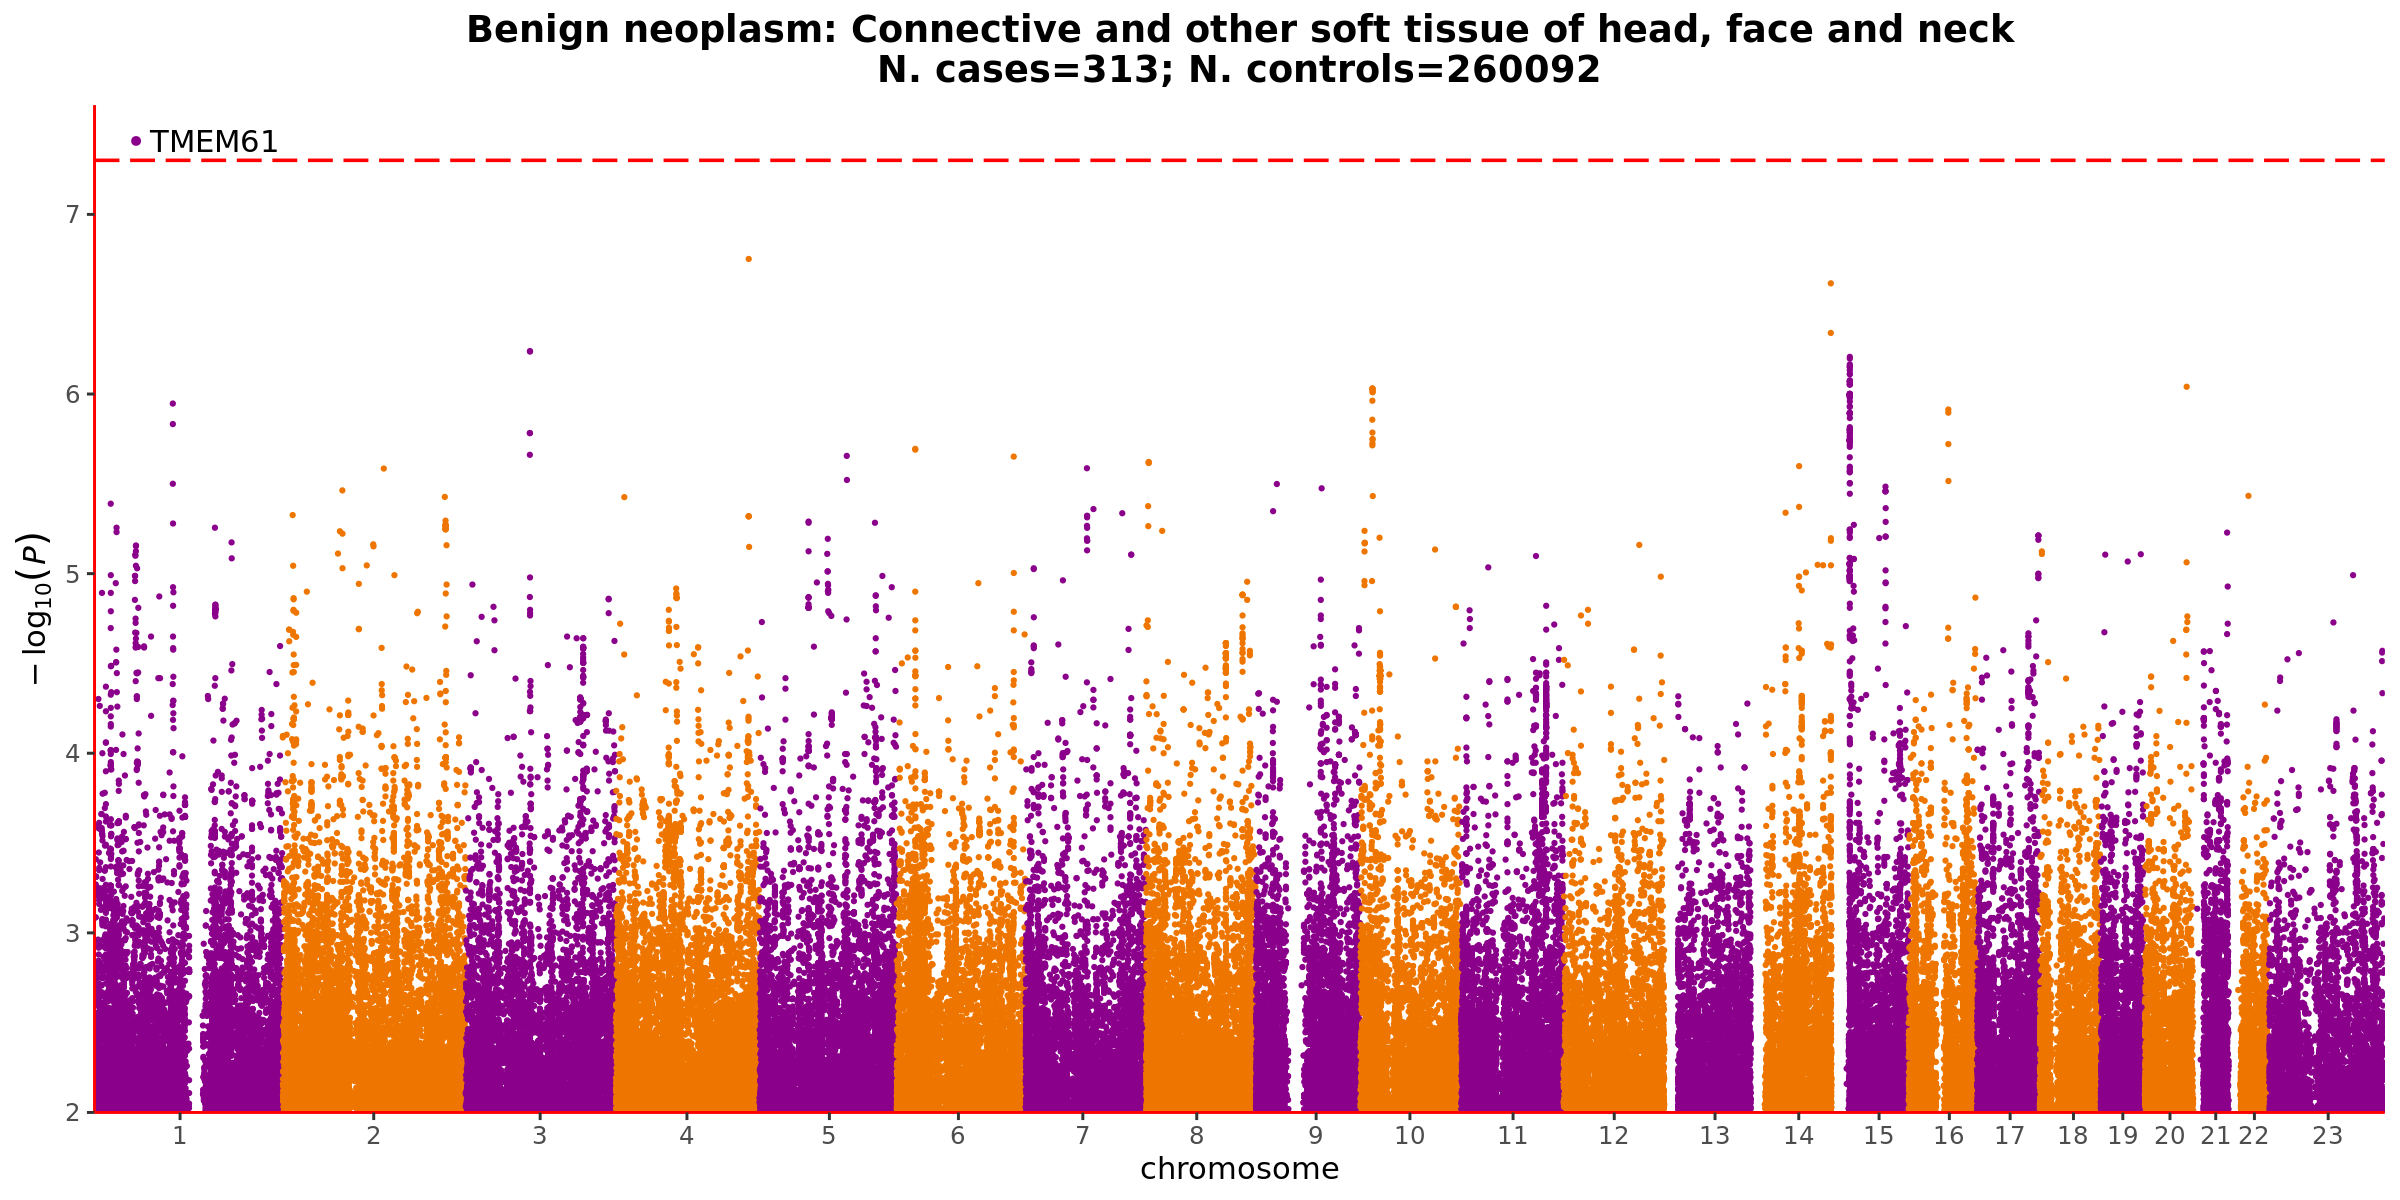 Benign neoplasm: Connective and other soft tissue of head, face and neck
N. cases=313; N. controls=260092
TMEM61
7
6
5
4
3
2
−log10(P)
1 2 3 4 5 6 7 8 9 10 11 12 13 14 15 16 17 18 19 20 21 22 23
chromosome